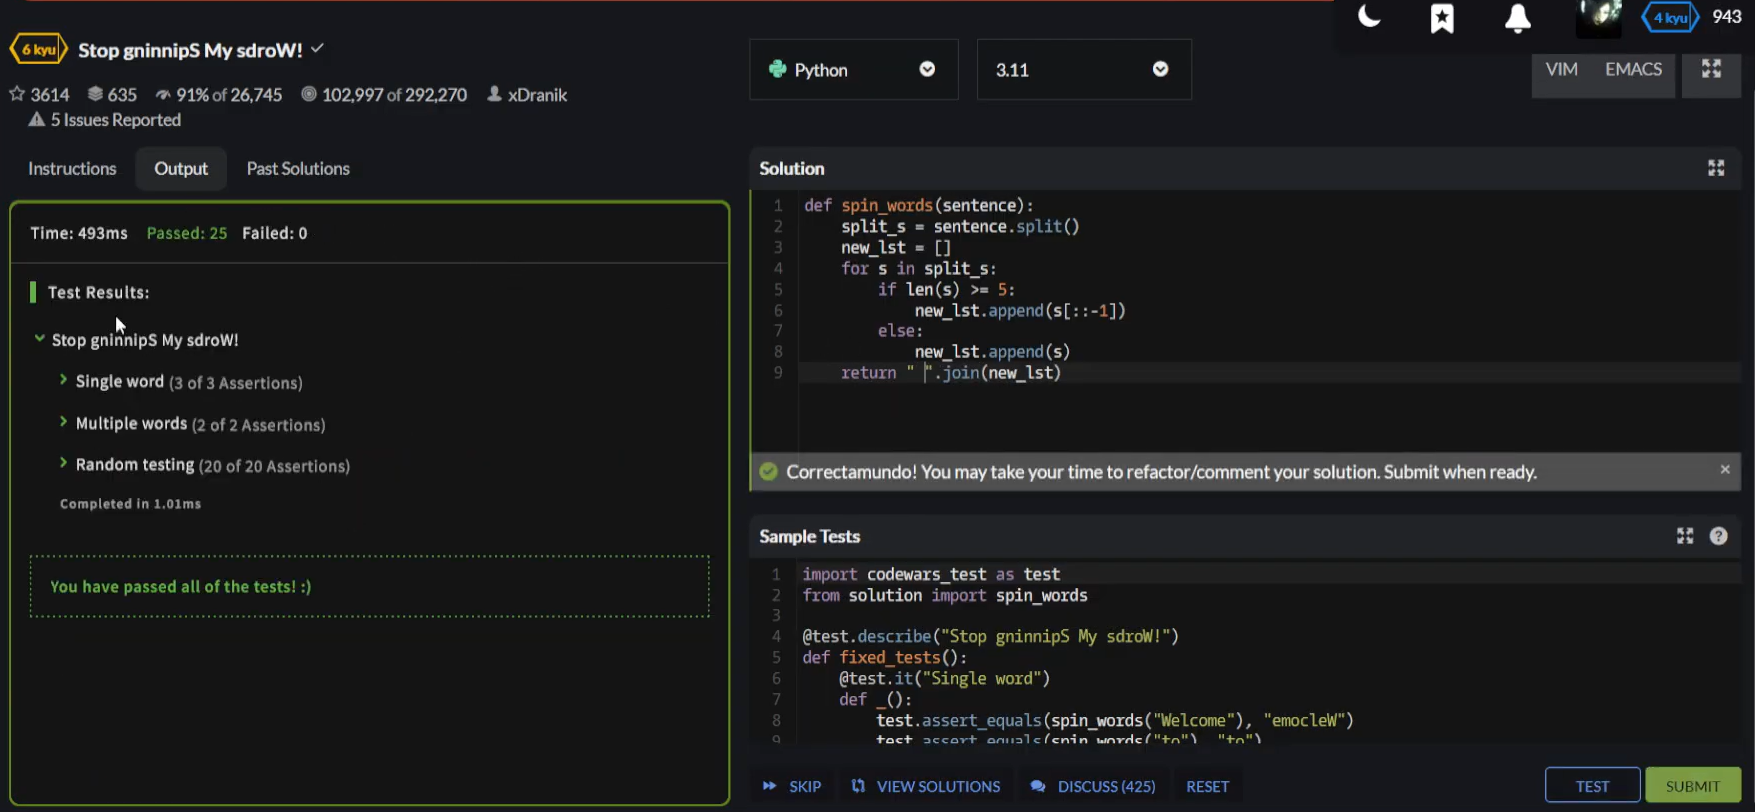 6 kyu Stop gninnipS My sdroW!
3614 635 91% of 26,745 102,997 of 292,270 xDranik
5 Issues Reported
Instructions Output Past Solutions
Time: 493ms Passed: 25 Failed: 0
Test Results:
Stop gninnipS My sdroW!
Single word (3 of 3 Assertions)
Multiple words (2 of 2 Assertions)
Random testing (20 of 20 Assertions)
Completed in 1.01ms
You have passed all of the tests! :)
4 kyu 943
Python 3.11 VIM EMACS
Solution
1 def spin_words(sentence):
2 split_s = sentence.split()
3 new_lst = []
4 for s in split_s:
5 if len(s) >= 5:
6 new_lst.append(s[::-1])
7 else:
8 new_lst.append(s)
9 return " ".join(new_lst)
Correctamundo! You may take your time to refactor/comment your solution. Submit when ready. ×
Sample Tests ?
1 import codewars_test as test
2 from solution import spin_words
3
4 @test.describe("Stop gninnipS My sdroW!")
5 def fixed_tests():
6 @test.it("Single word")
7 def _():
8 test.assert_equals(spin_words("Welcome"), "emocleW")
9 test.assert_equals(spin_words("to"), "to")
SKIP VIEW SOLUTIONS DISCUSS (425) RESET TEST SUBMIT